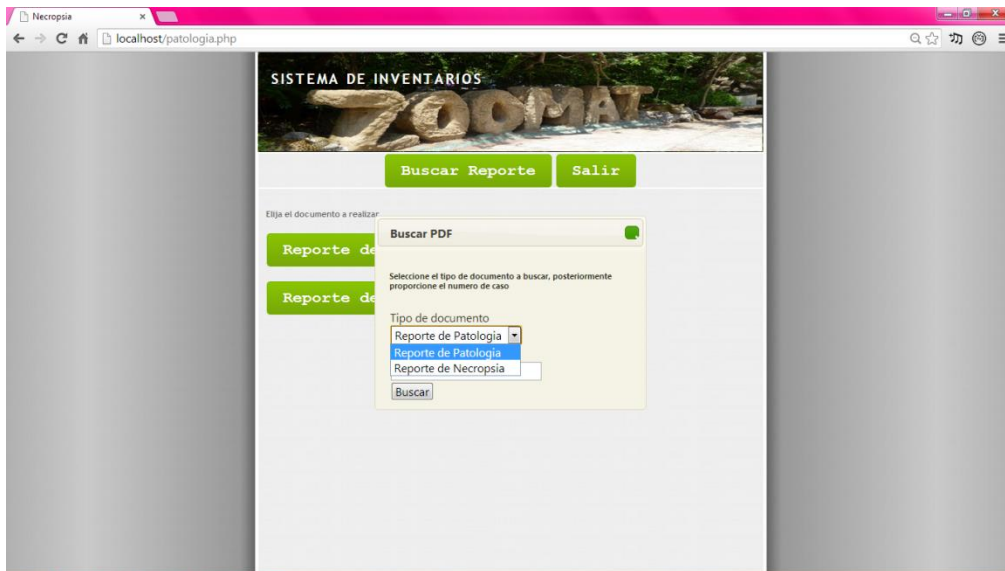 Necropsia
localhost/patologia.php
SISTEMA DE INVENTARIOS
ZOOMAT
Buscar Reporte Salir
Elija el documento a realizar
Reporte de
Reporte de
Buscar PDF
Seleccione el tipo de documento a buscar, posteriormente
proporcione el numero de caso
Tipo de documento
Reporte de Patologia
Reporte de Patologia
Reporte de Necropsia
Buscar